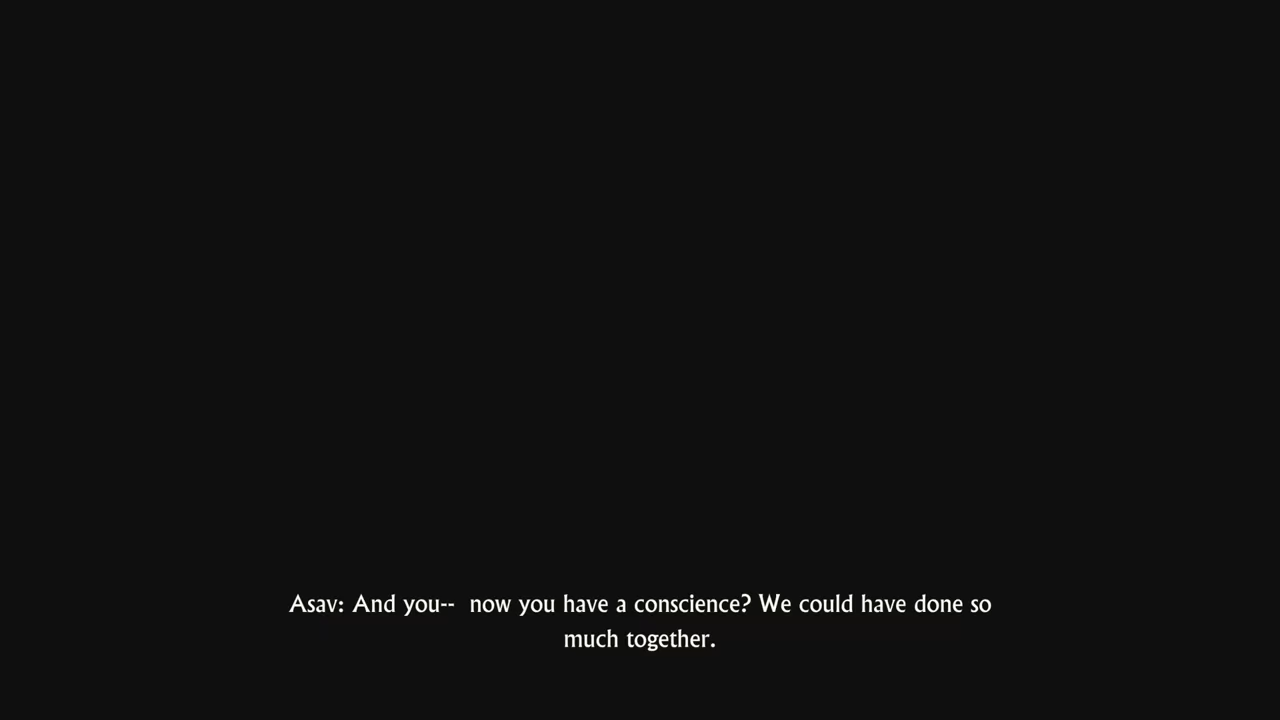 Asav: And you--  now you have a conscience? We could have done so
much together.